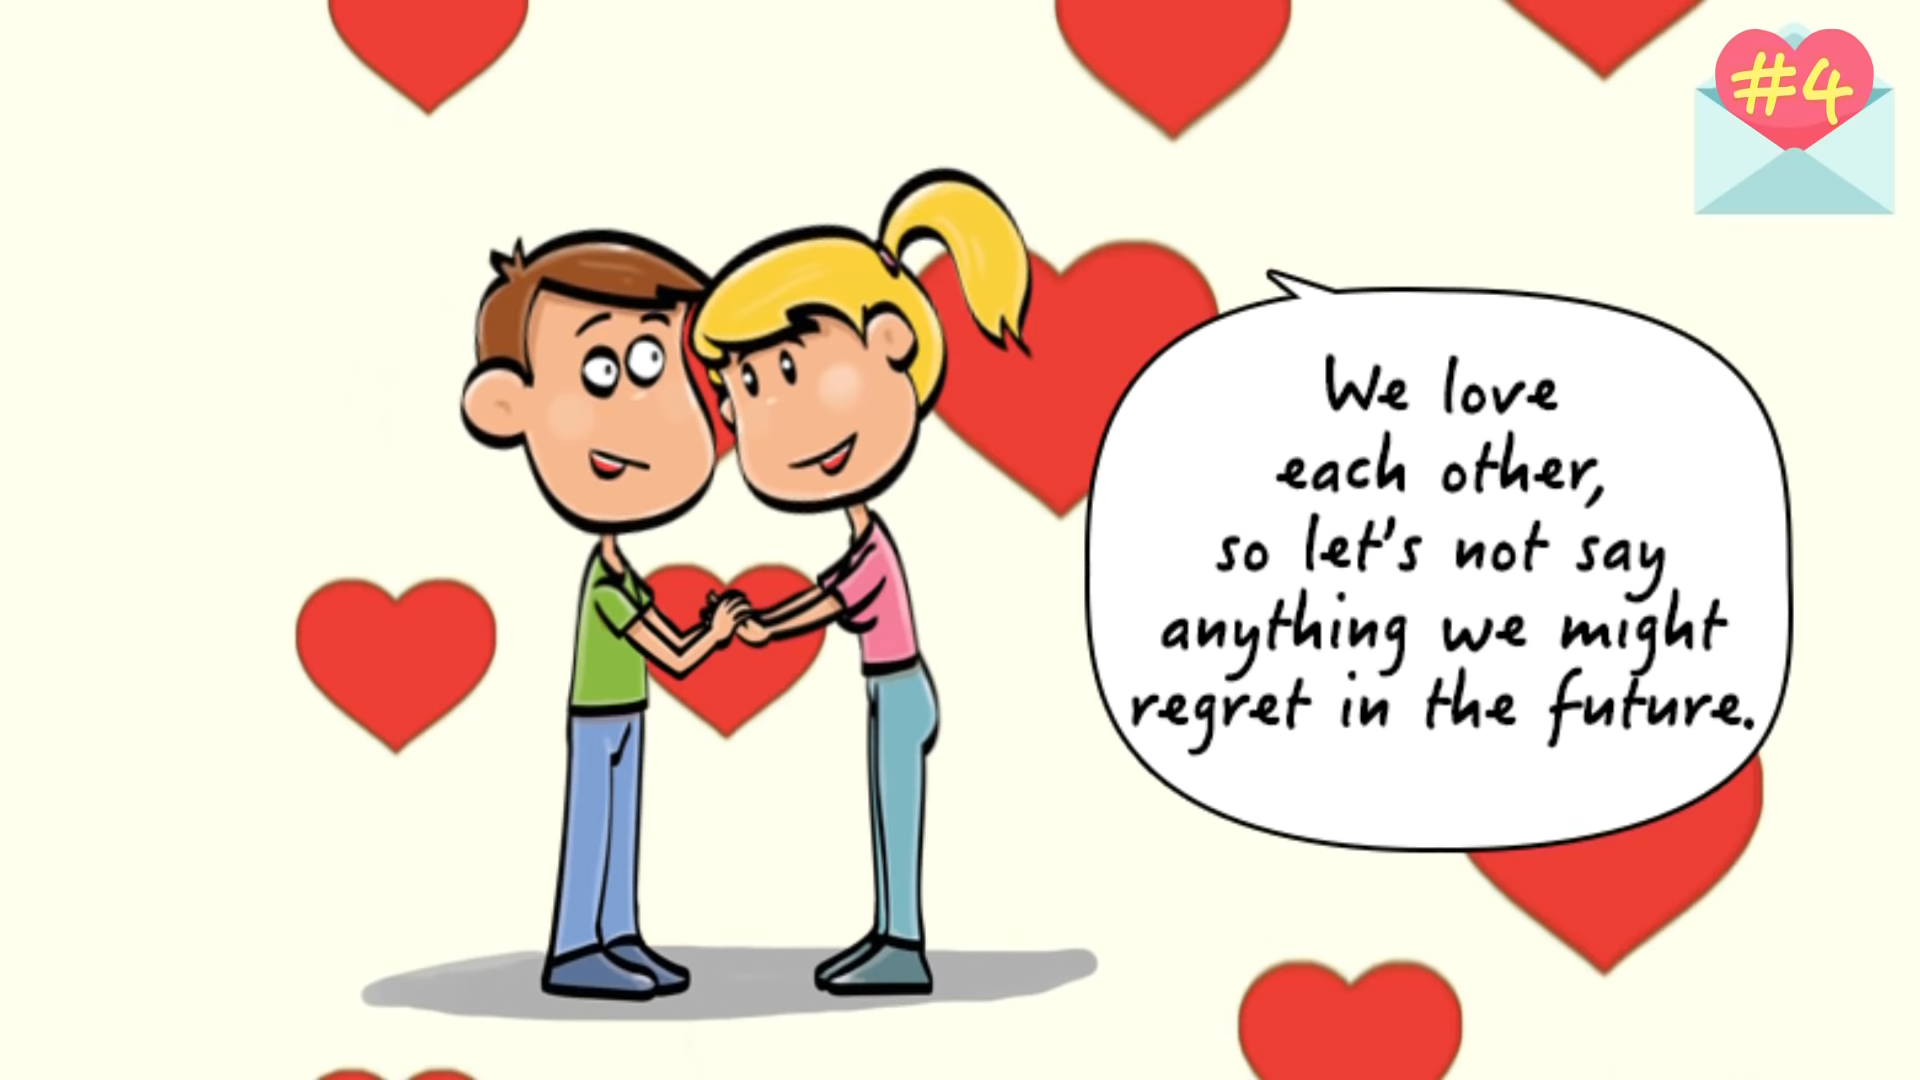 #4
We love
each other,
so let's not say
anything we might
regret in the future.